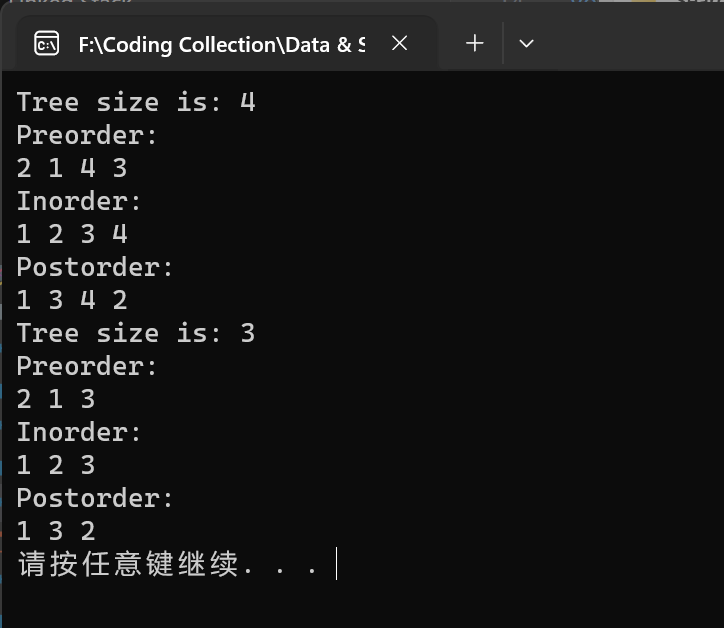 F:\Coding Collection\Data & S
Tree size is: 4
Preorder:
2 1 4 3
Inorder:
1 2 3 4
Postorder:
1 3 4 2
Tree size is: 3
Preorder:
2 1 3
Inorder:
1 2 3
Postorder:
1 3 2
请按任意键继续. . .